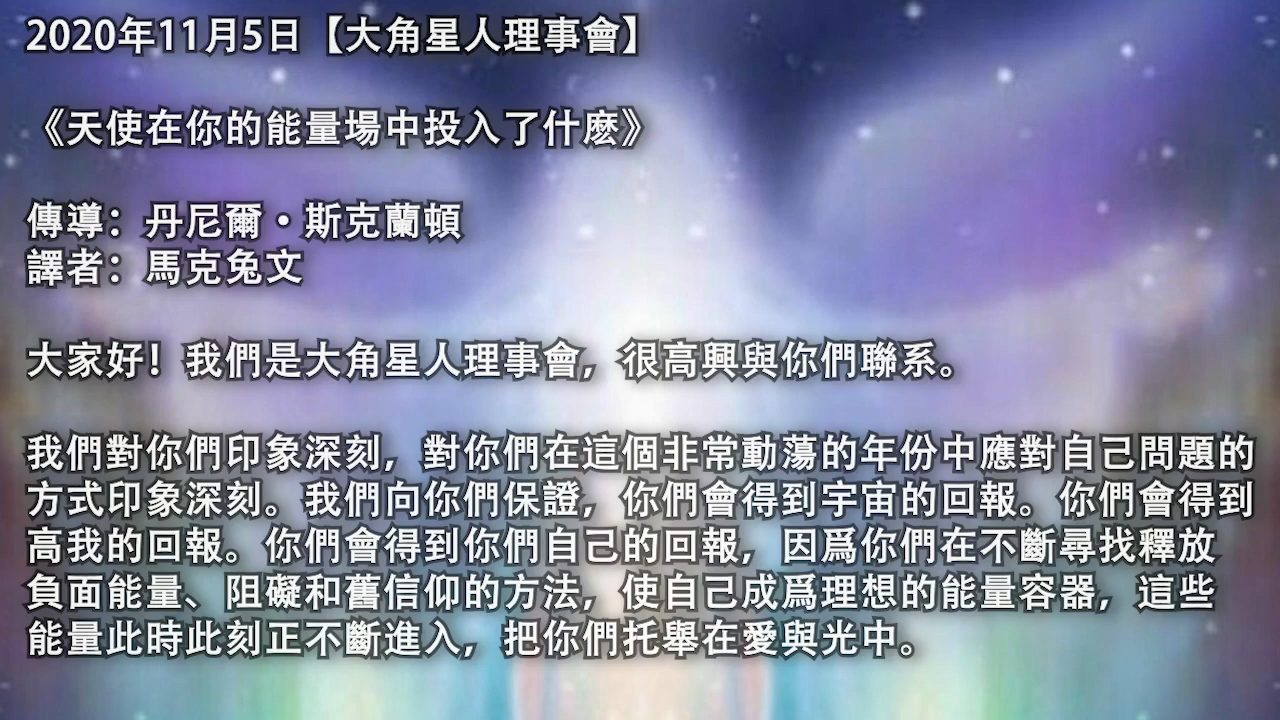 2020年11月5日【大角星人理事會】
《天使在你的能量場中投入了什麽》
傳導：丹尼爾·斯克蘭頓
譯者：馬克兔文
大家好！我們是大角星人理事會，很高興與你們聯系。
我們對你們印象深刻，對你們在這個非常動蕩的年份中應對自己問題的
方式印象深刻。我們向你們保證，你們會得到宇宙的回報。你們會得到
高我的回報。你們會得到你們自己的回報，因爲你們在不斷尋找釋放
負面能量、阻礙和舊信仰的方法，使自己成爲理想的能量容器，這些
能量此時此刻正不斷進入，把你們托舉在愛與光中。